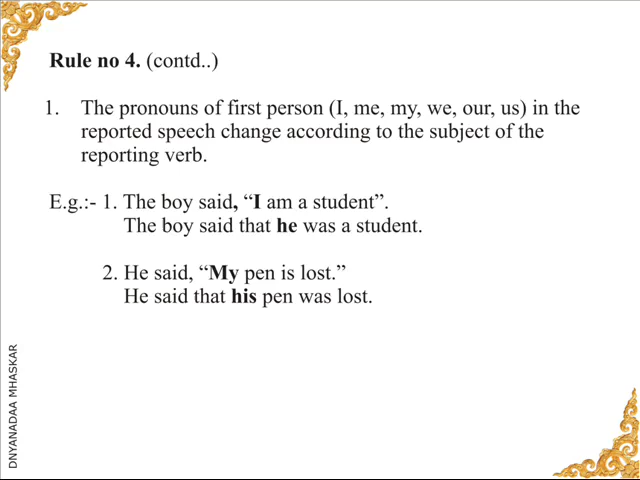 Rule no 4. (contd..)
1. The pronouns of first person (I, me, my, we, our, us) in the
reported speech change according to the subject of the
reporting verb.
E.g.:- 1. The boy said, “I am a student”.
The boy said that he was a student.
2. He said, “My pen is lost.”
He said that his pen was lost.
DNYANADAA MHASKAR